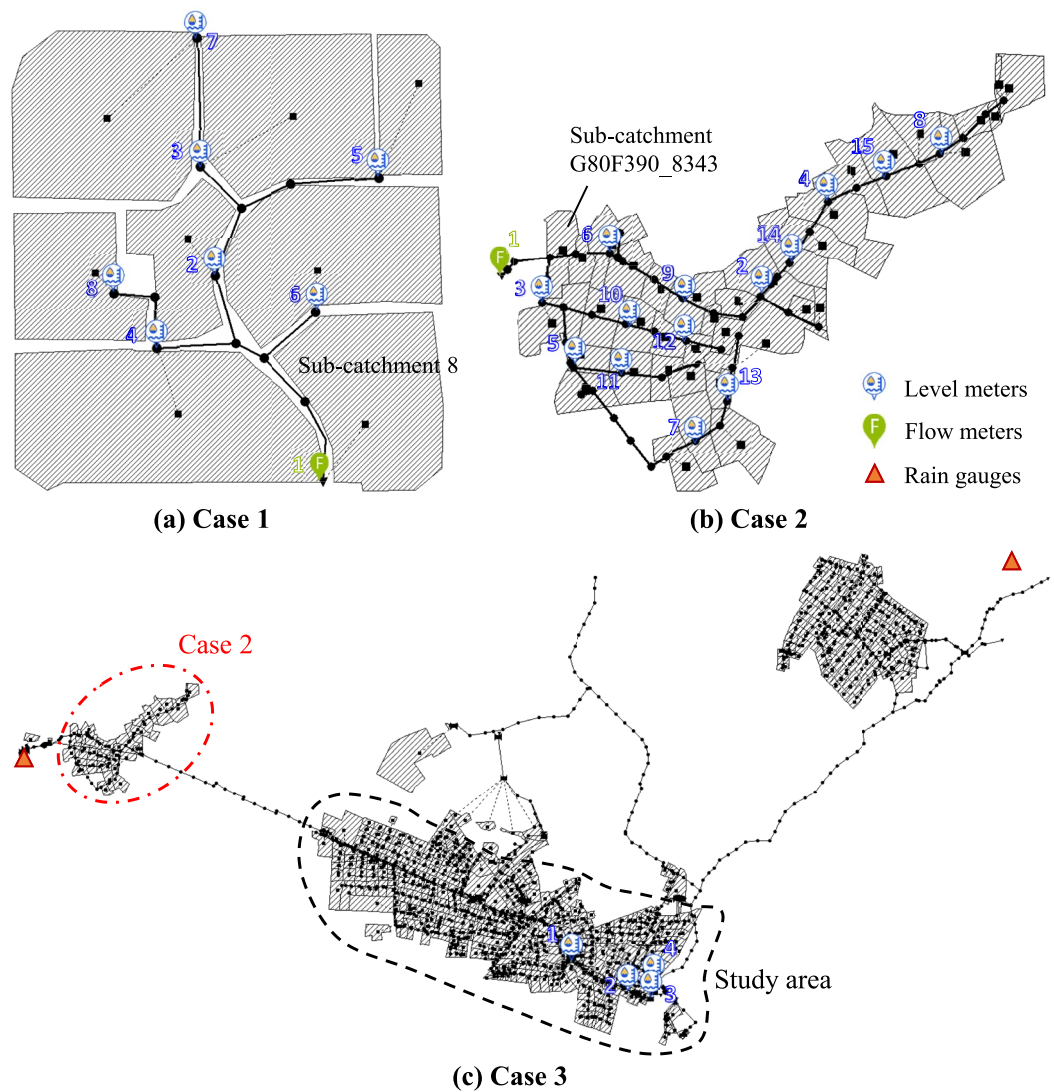 7
3
5
2
8
6
4
Sub-catchment 8
1
F
(a) Case 1
Sub-catchment
G80F390_8343
8
15
4
1
F
6
14
3
9
2
10
12
5
11
13
7
Level meters
F
Flow meters
Rain gauges
(b) Case 2
Case 2
1
4
2
3
Study area
(c) Case 3